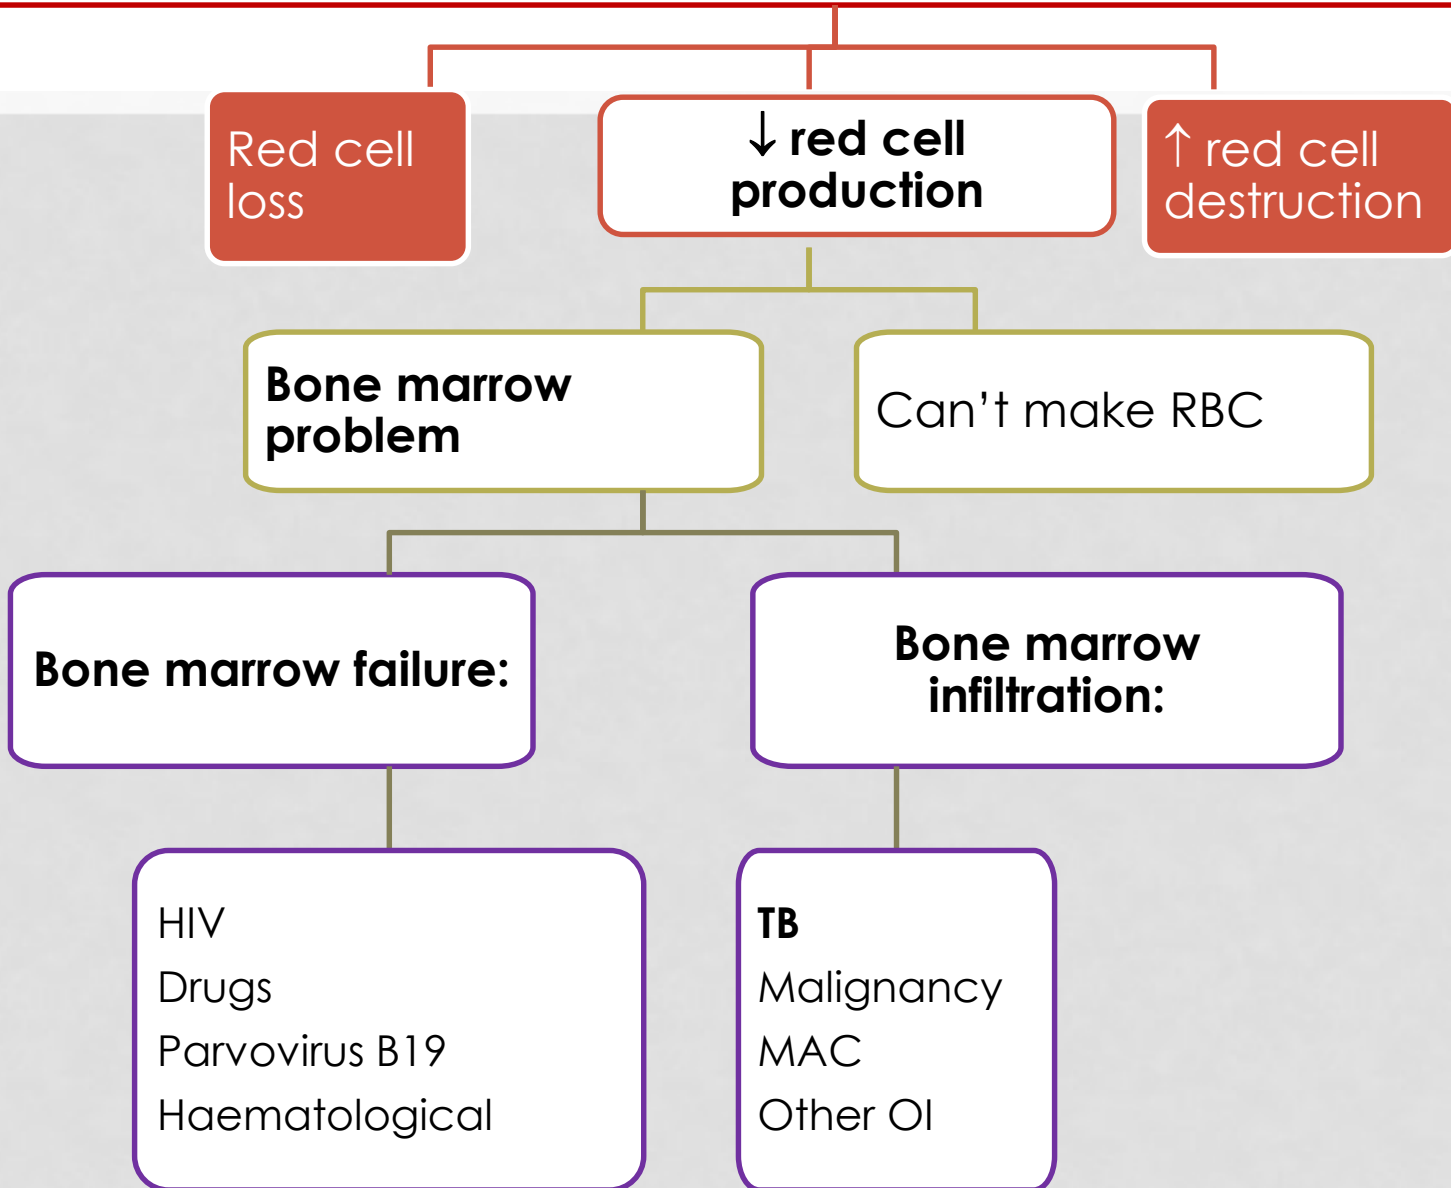 Red cell
loss
↓ red cell
production
↑ red cell
destruction
Bone marrow
problem
Can’t make RBC
Bone marrow failure:
Bone marrow
infiltration:
HIV
Drugs
Parvovirus B19
Haematological
TB
Malignancy
MAC
Other OI